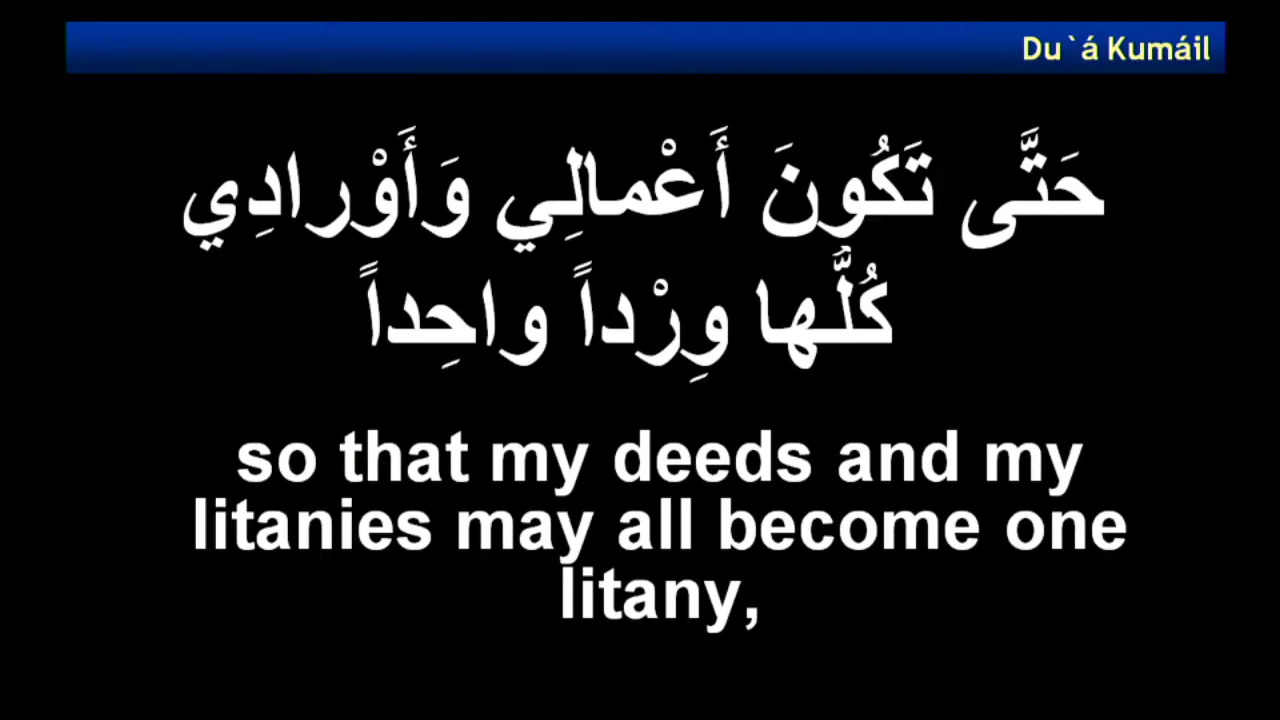 Du`á Kumáil
حَتَّى تَكُونَ أَعْمالِي وَأَوْرادِي
كُلُّها وِرْداً واحِداً
so that my deeds and my
litanies may all become one
litany,